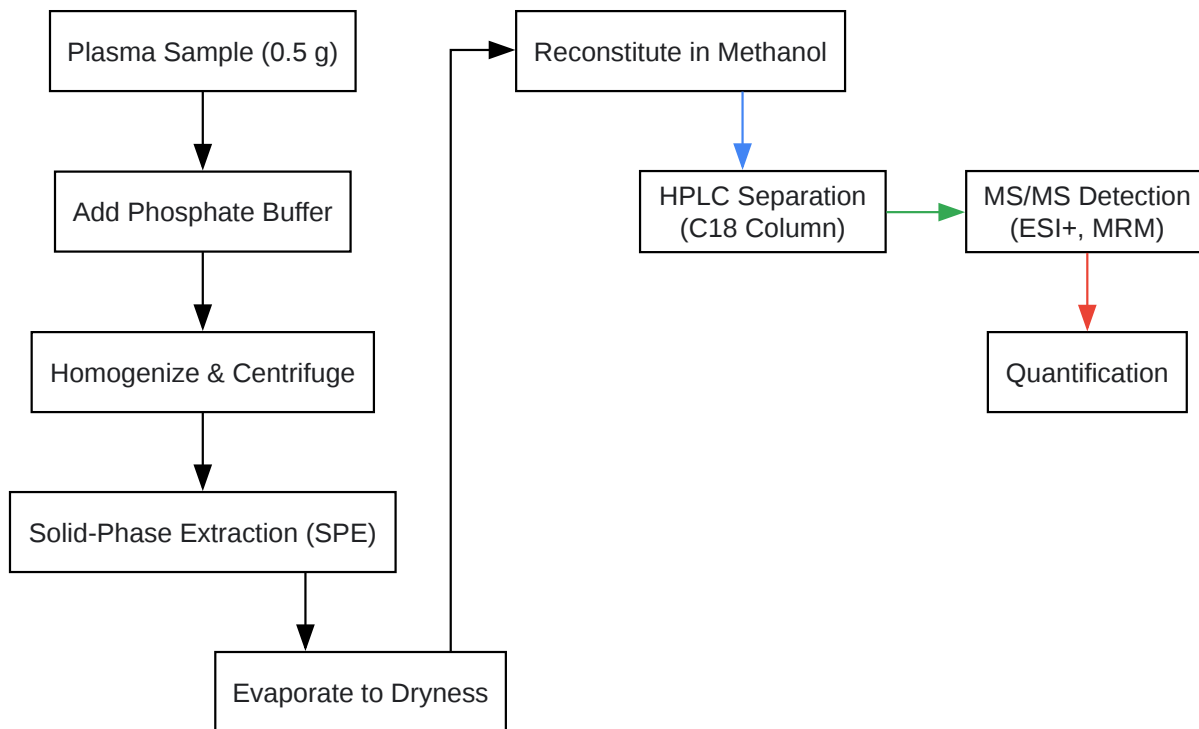 Plasma Sample (0.5 g)
Add Phosphate Buffer
Homogenize & Centrifuge
Solid-Phase Extraction (SPE)
Evaporate to Dryness
Reconstitute in Methanol
HPLC Separation
(C18 Column)
MS/MS Detection
(ESI+, MRM)
Quantification